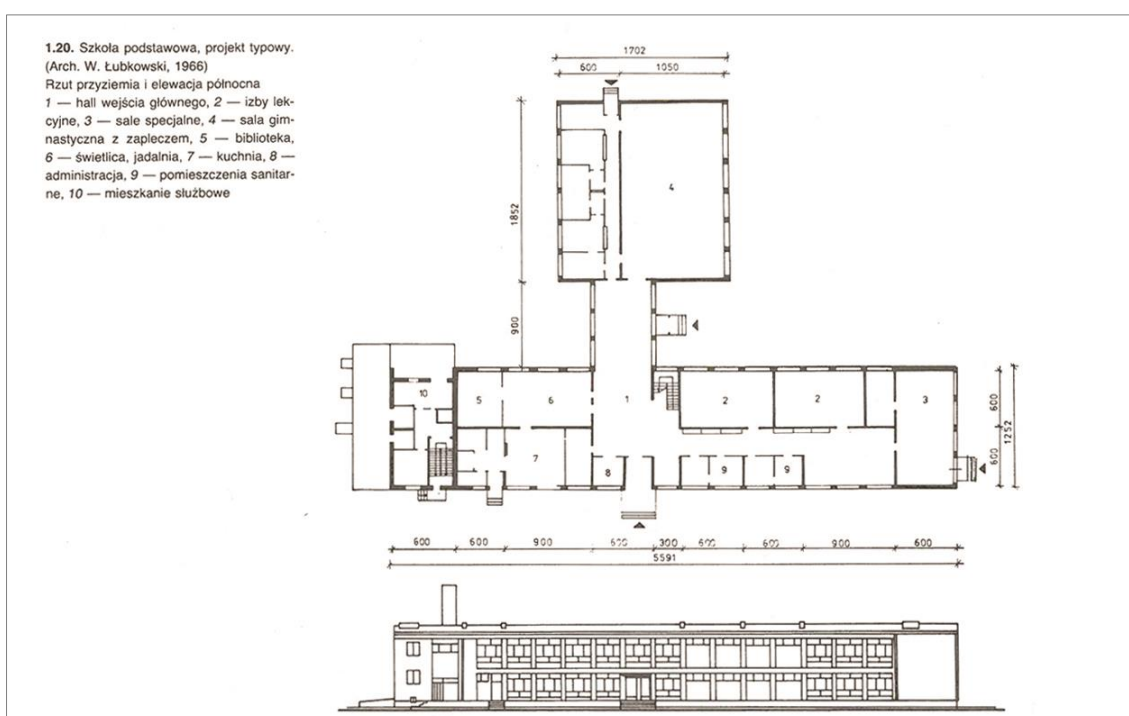 1.20. Szkoła podstawowa, projekt typowy.
(Arch. W. Łubkowski, 1966)
Rzut przyziemia i elewacja północna
1 — hall wejścia głównego, 2 — izby lek-
cyjne, 3 — sale specjalne, 4 — sala gim-
nastyczna z zapleczem, 5 — biblioteka,
6 — świetlica, jadalnia, 7 — kuchnia, 8 —
administracja, 9 — pomieszczenia sanitar-
ne, 10 — mieszkanie służbowe
1702
600 1050
1852
4
900
10
5 6 1 2 2 3
600
1252
600
7 8 9 9
600 600 900 600 300 600 600 900 600
5591